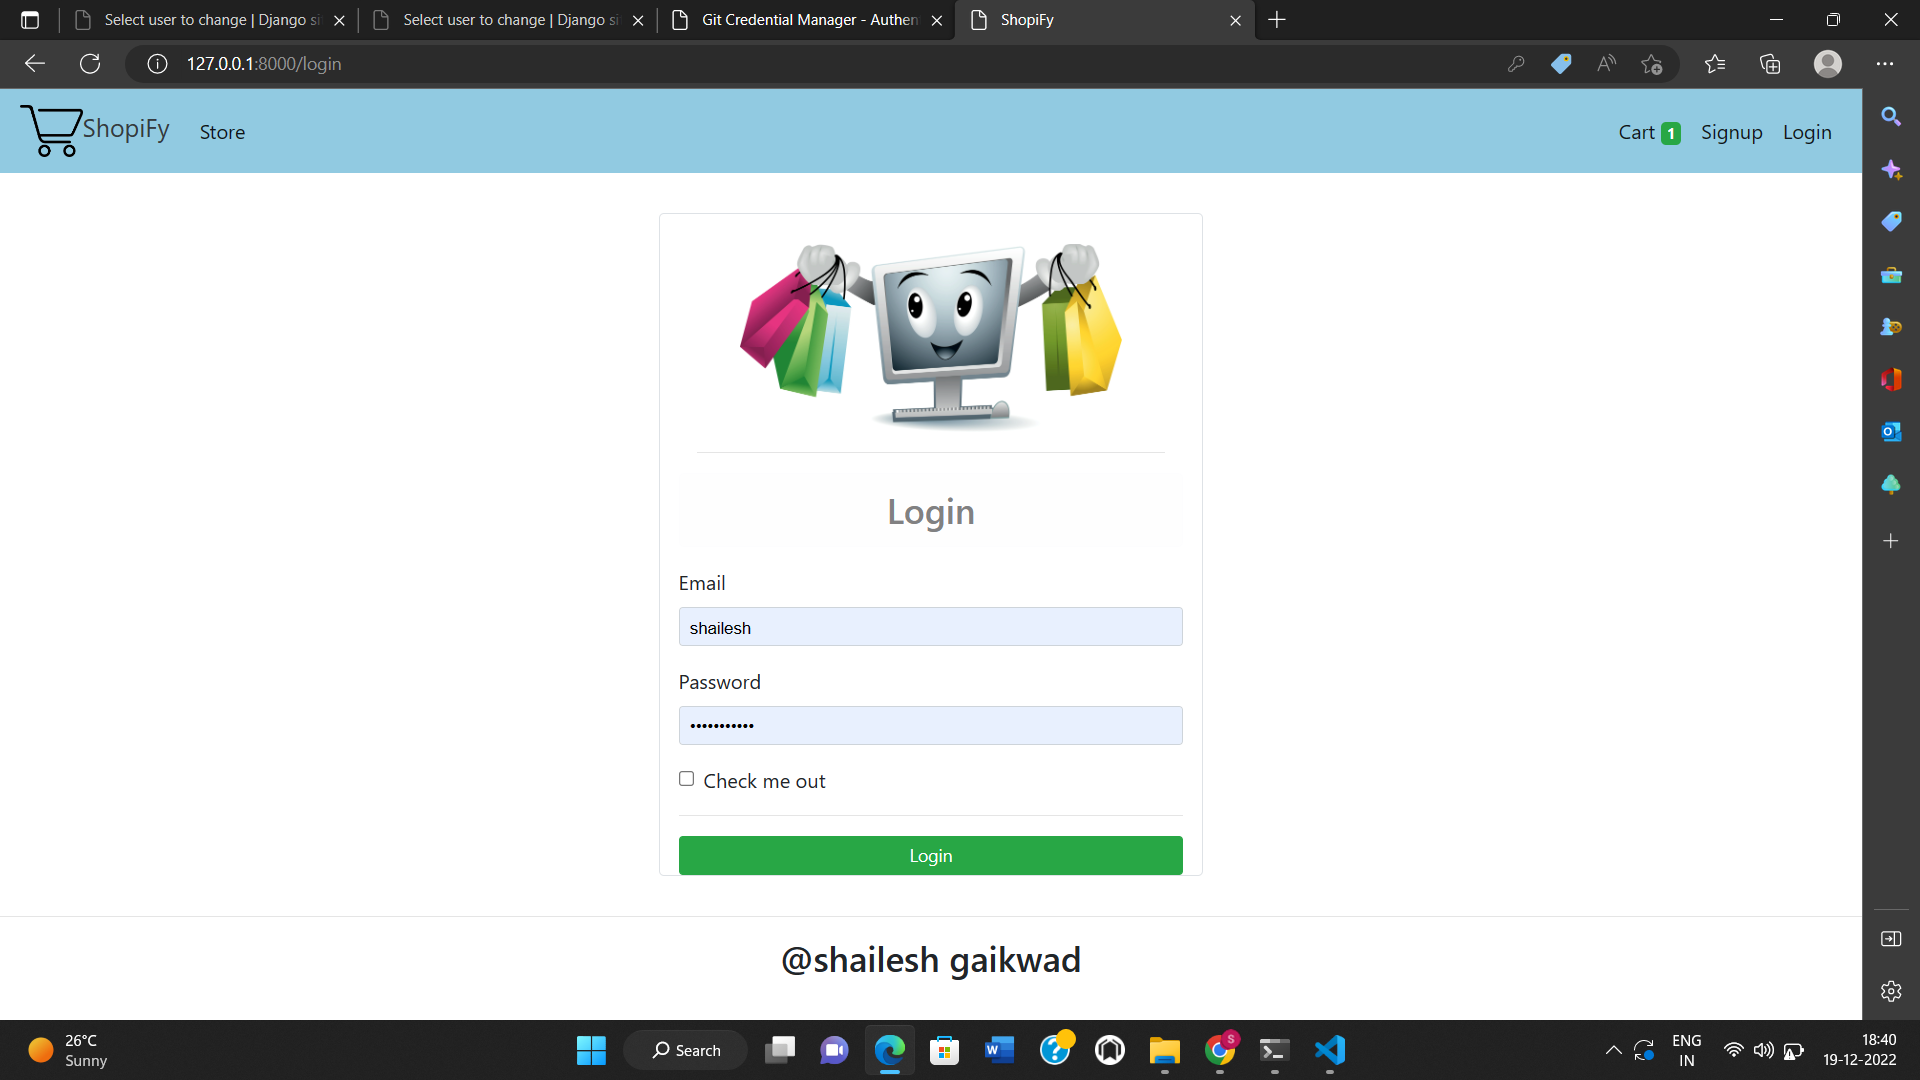 Select user to change | Django si
Select user to change | Django si
Git Credential Manager - Authen
ShopiFy
127.0.0.1:8000/login
ShopiFy
Store
Cart 1
Signup
Login
Login
Email
shailesh
Password
•••••••••••
Check me out
Login
@shailesh gaikwad
26°C
Sunny
Search
ENG
IN
18:40
19-12-2022